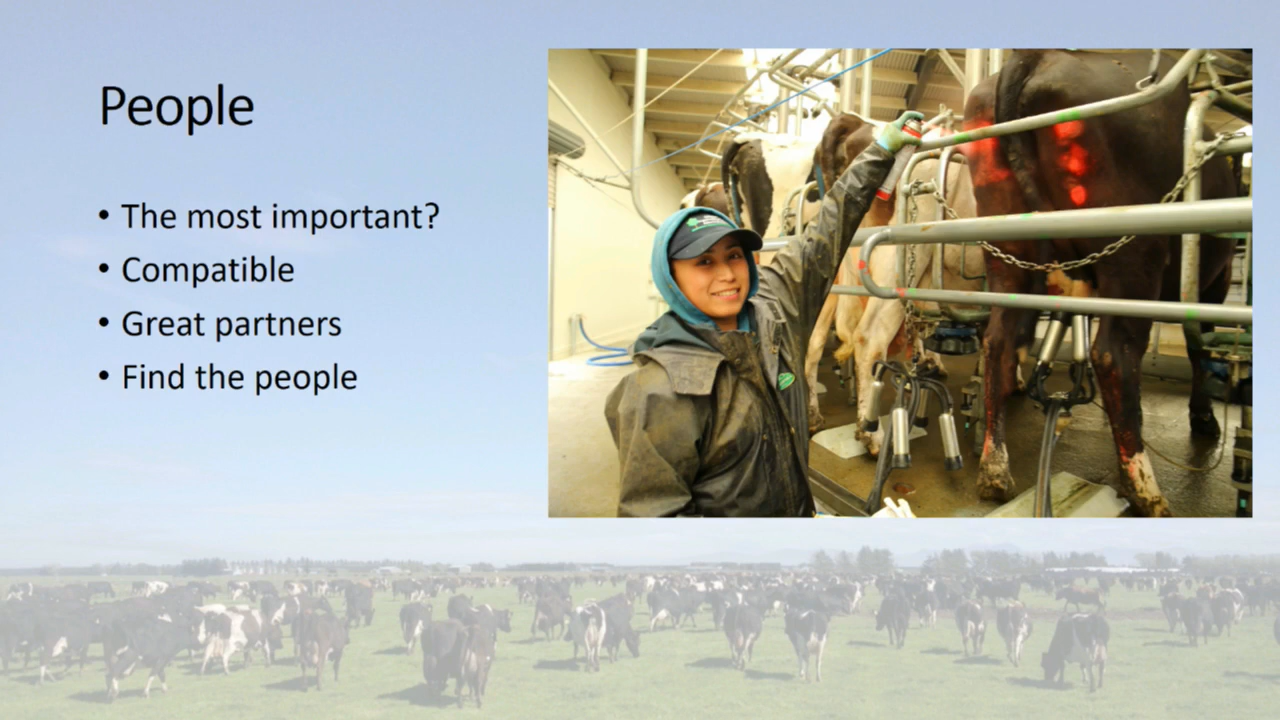 People
• The most important?
• Compatible
• Great partners
• Find the people